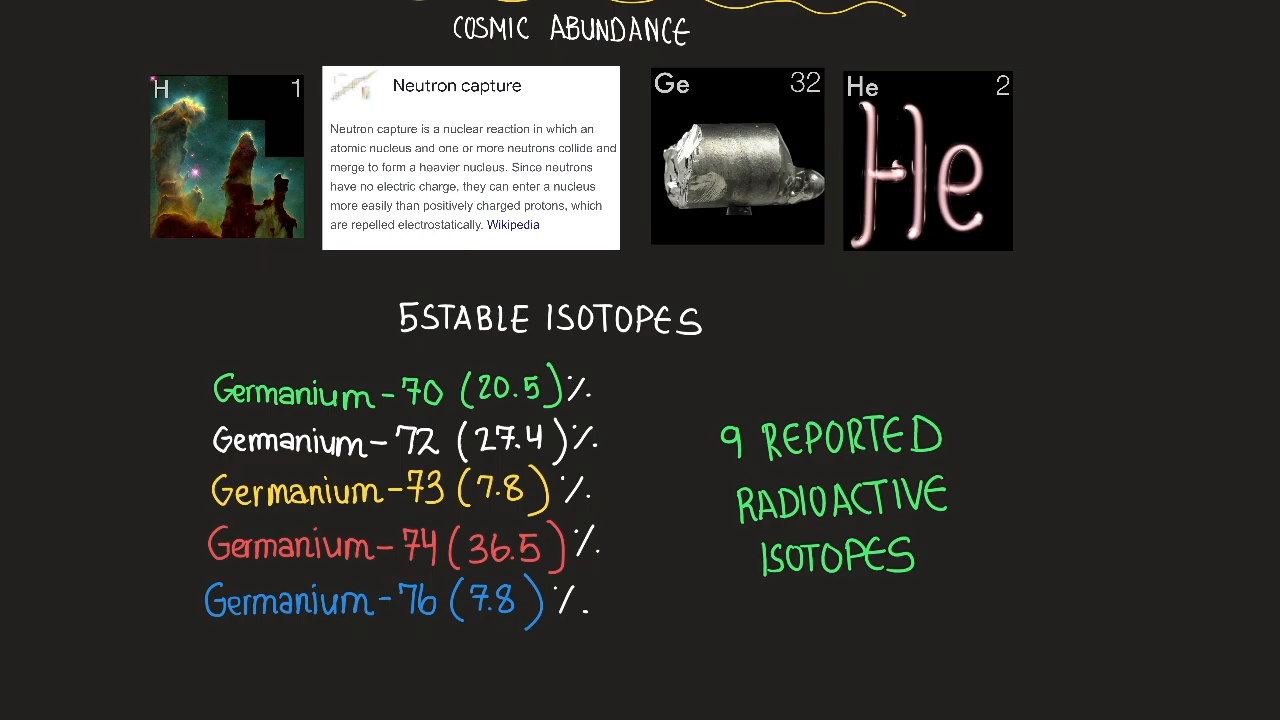 COSMIC ABUNDANCE
H 1
Neutron capture
Neutron capture is a nuclear reaction in which an
atomic nucleus and one or more neutrons collide and
merge to form a heavier nucleus. Since neutrons
have no electric charge, they can enter a nucleus
more easily than positively charged protons, which
are repelled electrostatically. Wikipedia
Ge 32
He 2
He
5STABLE ISOTOPES
Germanium-70 (20.5)%.
Germanium-72 (27.4)%.
Germanium-73 (7.8)%.
Germanium-74 (36.5)%.
Germanium-76 (7.8)%.
9 REPORTED
RADIOACTIVE
ISOTOPES